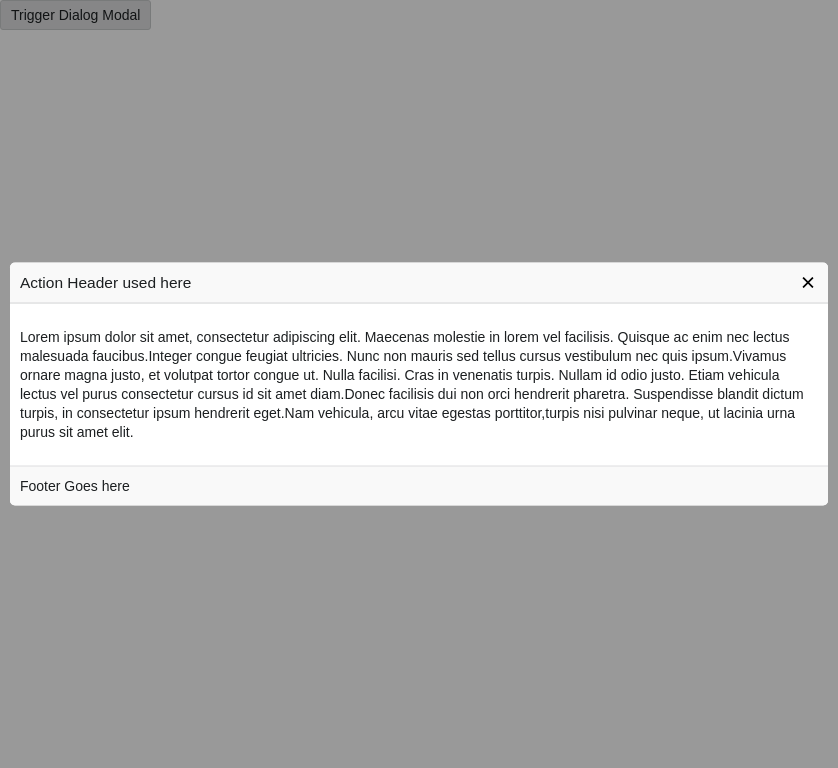 Trigger Dialog Modal
Action Header used here
Lorem ipsum dolor sit amet, consectetur adipiscing elit. Maecenas molestie in lorem vel facilisis. Quisque ac enim nec lectus
malesuada faucibus.Integer congue feugiat ultricies. Nunc non mauris sed tellus cursus vestibulum nec quis ipsum.Vivamus
ornare magna justo, et volutpat tortor congue ut. Nulla facilisi. Cras in venenatis turpis. Nullam id odio justo. Etiam vehicula
lectus vel purus consectetur cursus id sit amet diam.Donec facilisis dui non orci hendrerit pharetra. Suspendisse blandit dictum
turpis, in consectetur ipsum hendrerit eget.Nam vehicula, arcu vitae egestas porttitor,turpis nisi pulvinar neque, ut lacinia urna
purus sit amet elit.
Footer Goes here